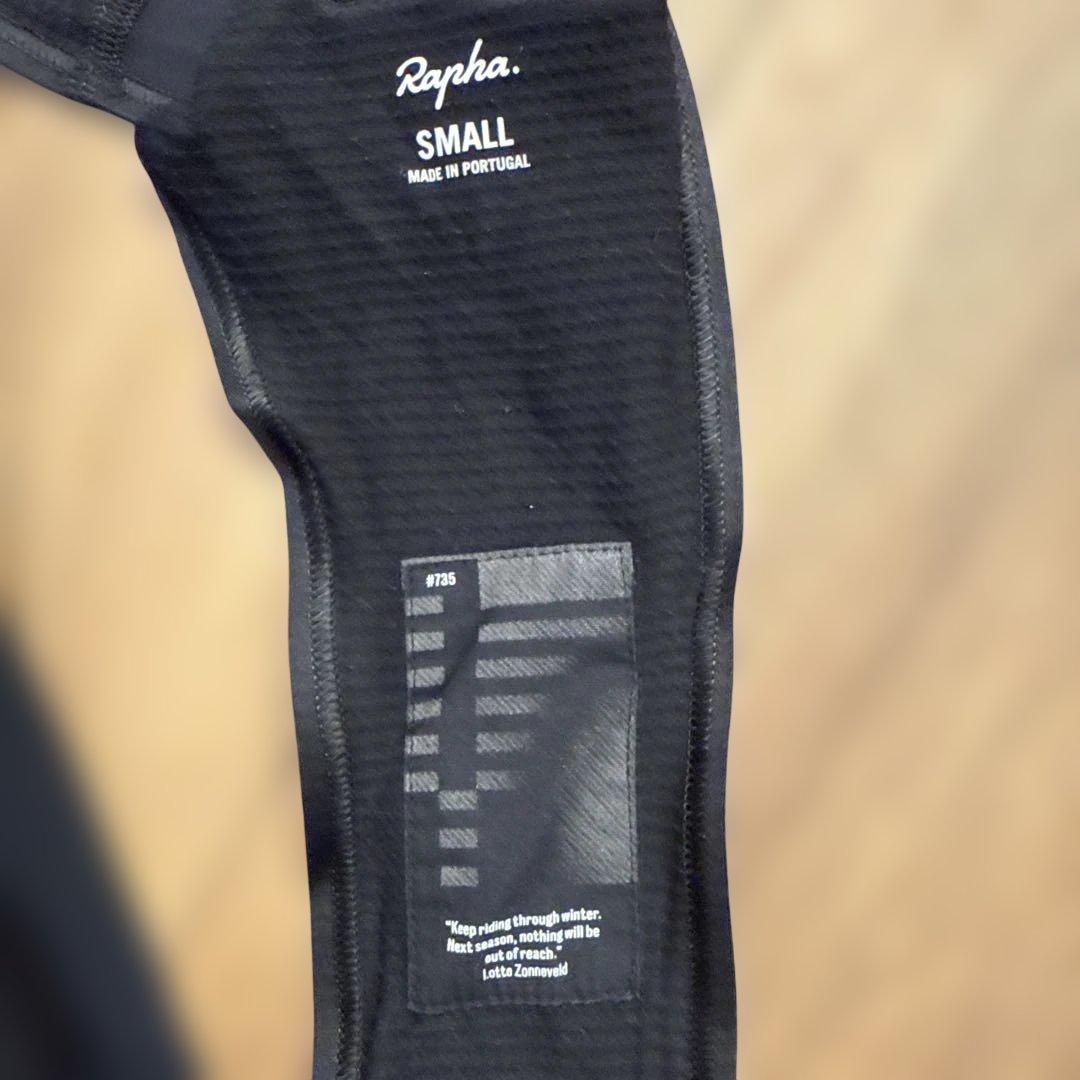 Rapha.
SMALL
MADE IN PORTUGAL
#735
"Keep riding through winter.
Next season, nothing will be
out of reach."
Lotte Zonneveld